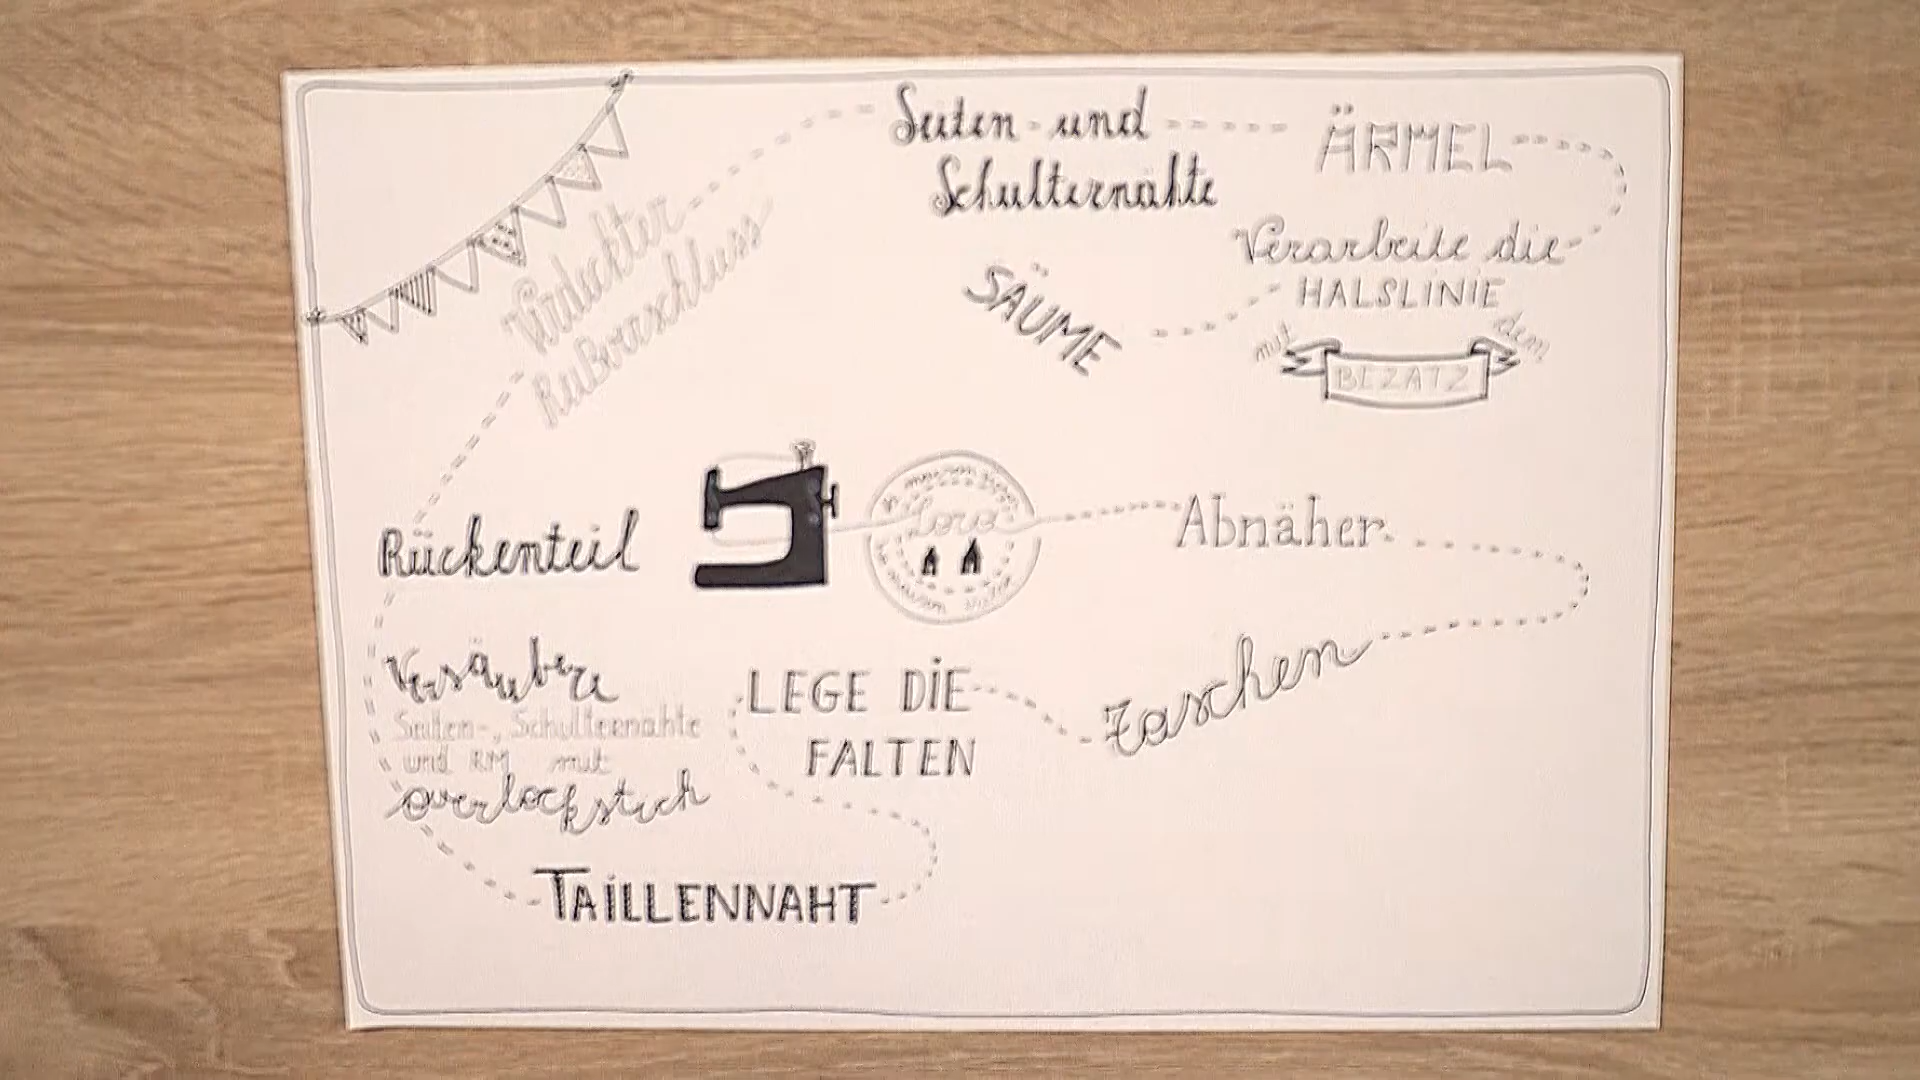 Seiten- und
Schulternähte
ÄRMEL
Verarbeite die
HALSLINIE
mit dem
BEZATZ
SÄUME
Verdeckter
Reißverschluss
Rückenteil
Abnäher
Taschen
LEGE DIE
FALTEN
Versäubere
Seiten-, Schulternähte
und RM mit
overlockstich
TAILLENNAHT